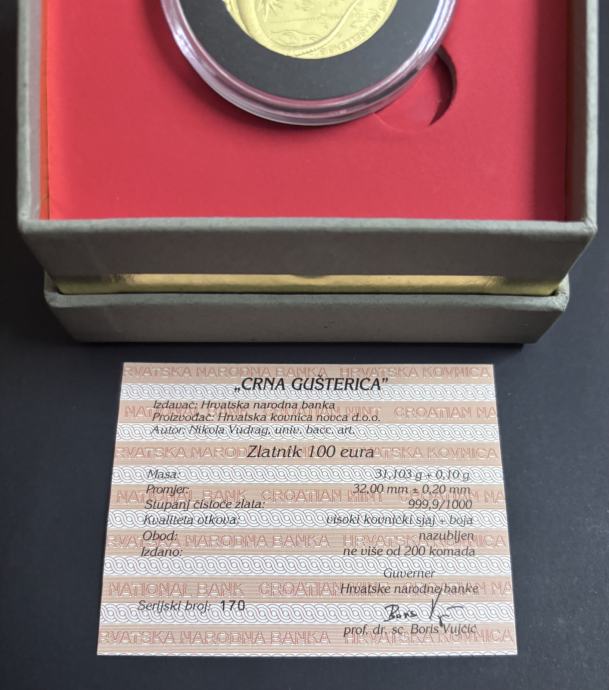 „CRNA GUŠTERICA”
Izdavač: Hrvatska narodna banka
Proizvođač: Hrvatska kovnica novca d.o.o.
Autor: Nikola Vudrag, univ. bacc. art.
Zlatnik 100 eura
Masa: 31,103 g + 0,10 g
Promjer: 32,00 mm ± 0,20 mm
Stupanj čistoće zlata: 999,9/1000
Kvaliteta otkova: visoki kovnički sjaj + boja
Obod: nazubljen
Izdano: ne više od 200 komada
Guverner
Hrvatske narodne banke
Serijski broj: 170
prof. dr. sc. Boris Vujčić